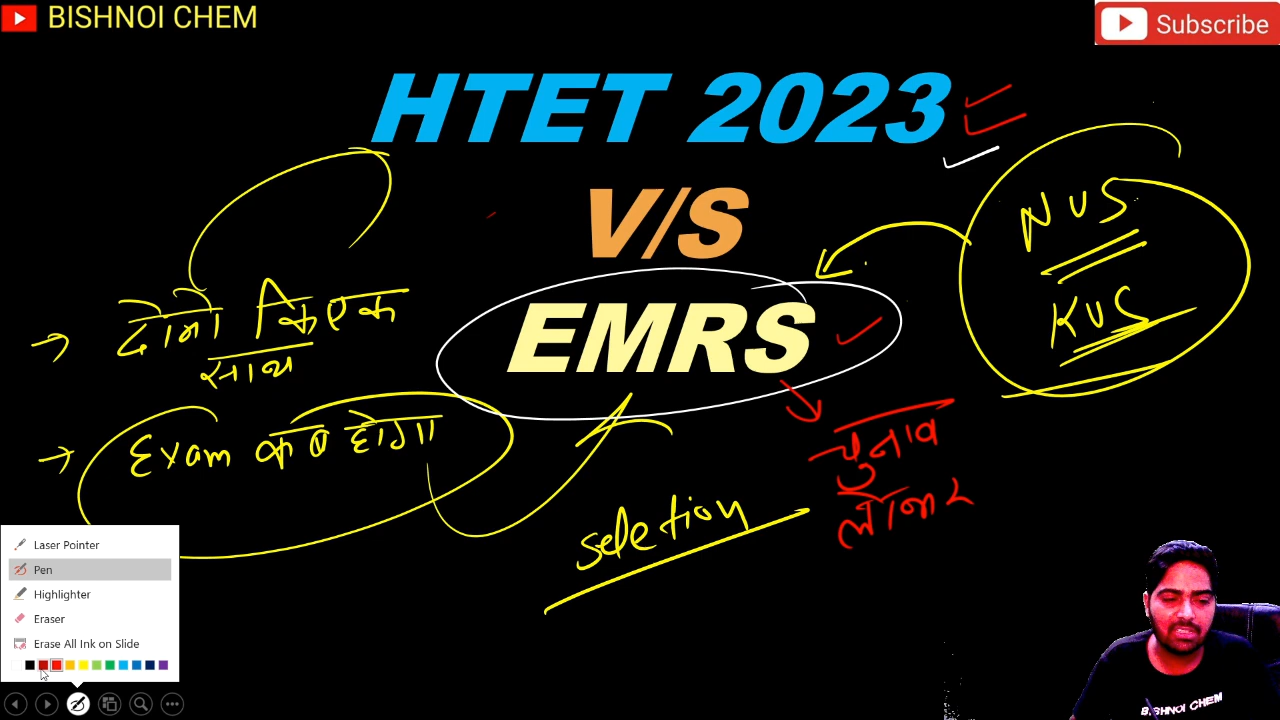 BISHNOI CHEM
Subscribe
HTET 2023
V/S
EMRS
NVS
KVS
→ दोनो कि एक
साथ
→ Exam कब होगा
seletion
चुनाव
Laser Pointer
Pen
Highlighter
Eraser
Erase All Ink on Slide
BISHNOI CHEM